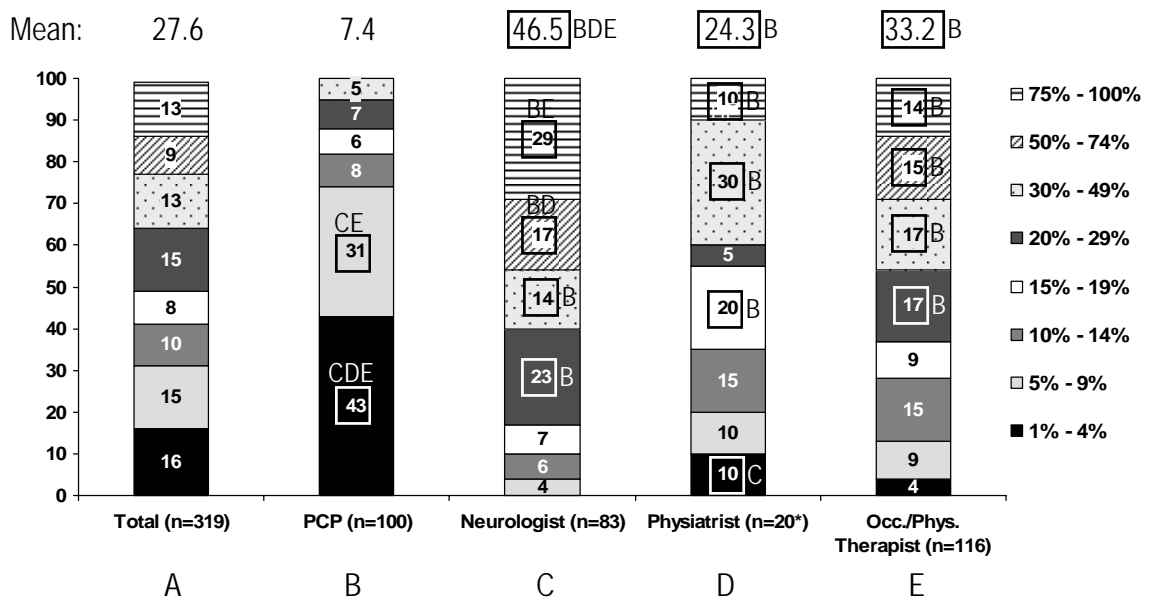 Mean: 27.6 7.4 46.5 BDE 24.3 B 33.2 B
100
90
80
70
60
50
40
30
20
10
0
13
9
13
15
8
10
15
16
5
7
6
8
CE
31
CDE
43
BE
29
BD
17
14 B
23 B
7
6
4
10 B
30 B
5
20 B
15
10
10 C
14 B
15 B
17 B
17 B
9
15
9
4
75% - 100%
50% - 74%
30% - 49%
20% - 29%
15% - 19%
10% - 14%
5% - 9%
1% - 4%
Total (n=319) PCP (n=100) Neurologist (n=83) Physiatrist (n=20*) Occ./Phys.
Therapist (n=116)
A B C D E